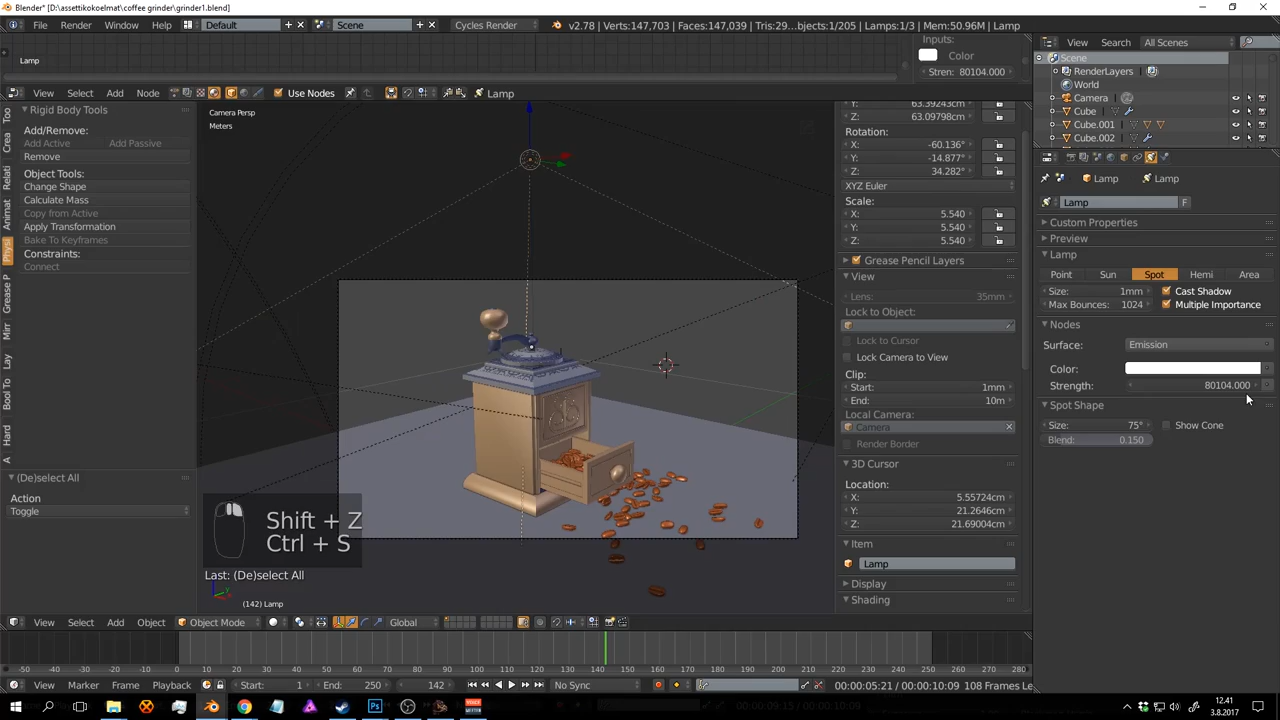 Blender* [D:\assettikokoelmat\coffee grinder\grinder1.blend]
File Render Window Help Default Scene Cycles Render v2.78 | Verts:147,703 | Faces:147,039 | Tris:29...bjects:1/205 | Lamps:1/3 | Mem:50.96M | Lamp
Inputs:
Color
Lamp
Stren: 80104.000
View Select Add Node Use Nodes Lamp
View Search All Scenes
Scene
RenderLayers
World
Camera
Cube
Cube.001
Cube.002
Rigid Body Tools
Add/Remove:
Add Active Add Passive
Remove
Object Tools:
Change Shape
Calculate Mass
Copy from Active
Apply Transformation
Bake To Keyframes
Constraints:
Connect
Too
Crea
Relat
Animat
Physi
Grease P
Mirr
Lay
BoolTo
Hard
A
(De)select All
Action
Toggle
Camera Persp
Meters
Shift + Z
Ctrl + S
Last: (De)select All
(142) Lamp
Y: 63.39243cm
Z: 63.09798cm
Rotation:
X: -60.136°
Y: -14.877°
Z: 34.282°
XYZ Euler
Scale:
X: 5.540
Y: 5.540
Z: 5.540
Grease Pencil Layers
View
Lens: 35mm
Lock to Object:
Lock to Cursor
Lock Camera to View
Clip:
Start: 1mm
End: 10m
Local Camera:
Camera
Render Border
3D Cursor
Location:
X: 5.55724cm
Y: 21.2646cm
Z: 21.69004cm
Item
Lamp
Display
Shading
Lamp Lamp
Lamp F
Custom Properties
Preview
Lamp
Point Sun Spot Hemi Area
Size: 1mm Cast Shadow
Max Bounces: 1024 Multiple Importance
Nodes
Surface: Emission
Color:
Strength: 80104.000
Spot Shape
Size: 75° Show Cone
Blend: 0.150
View Select Add Object Object Mode Global
-50 -40 -30 -20 -10 0 10 20 30 40 50 60 70 80 90 100 110 120 130 140 150 160 170 180 190 200 210 220 230 240 250 260 270 280
View Marker Frame Playback Start: 1 End: 250 142 No Sync 00:00:05:21 / 00:00:10:09 108 Frames Le
12.41
3.8.2017